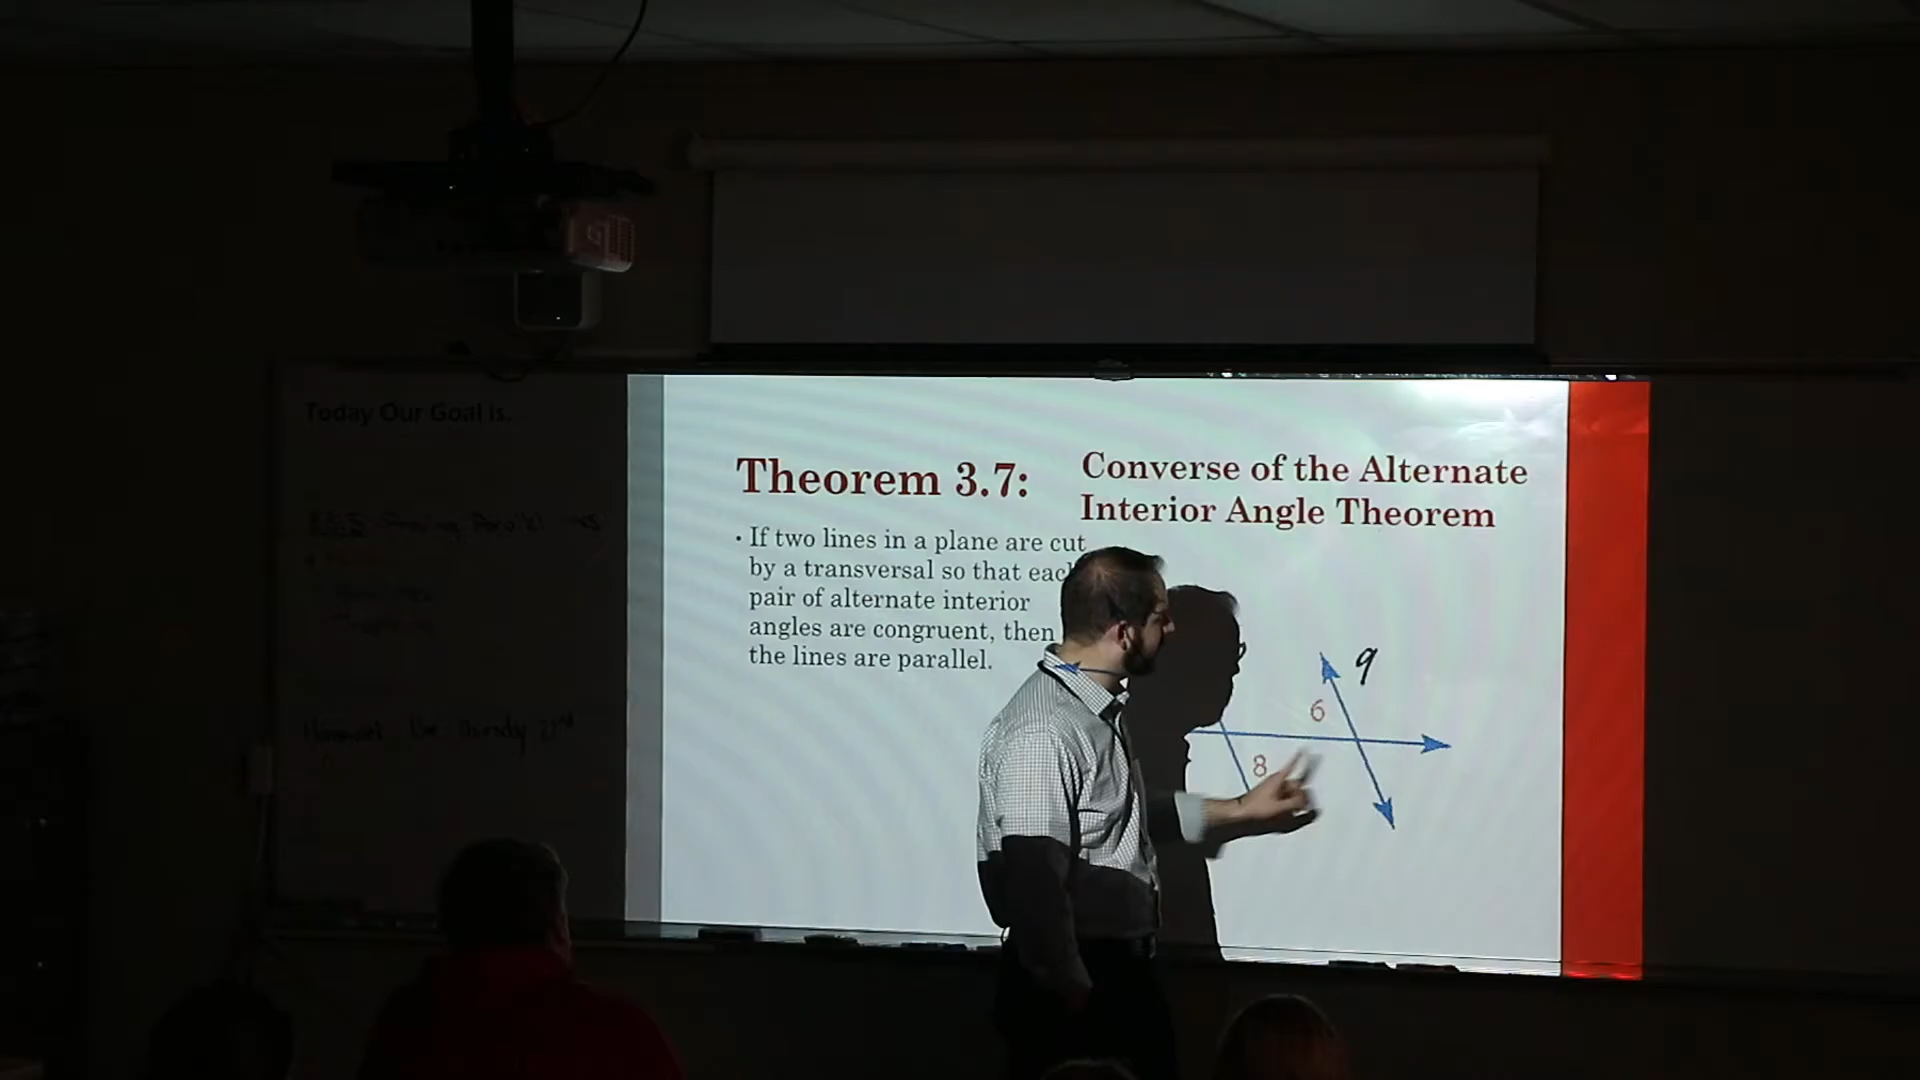 Today Our Goal is.
Theorem 3.7:
Converse of the Alternate
Interior Angle Theorem
· If two lines in a plane are cut
by a transversal so that each
pair of alternate interior
angles are congruent, then
the lines are parallel.
q
6
8